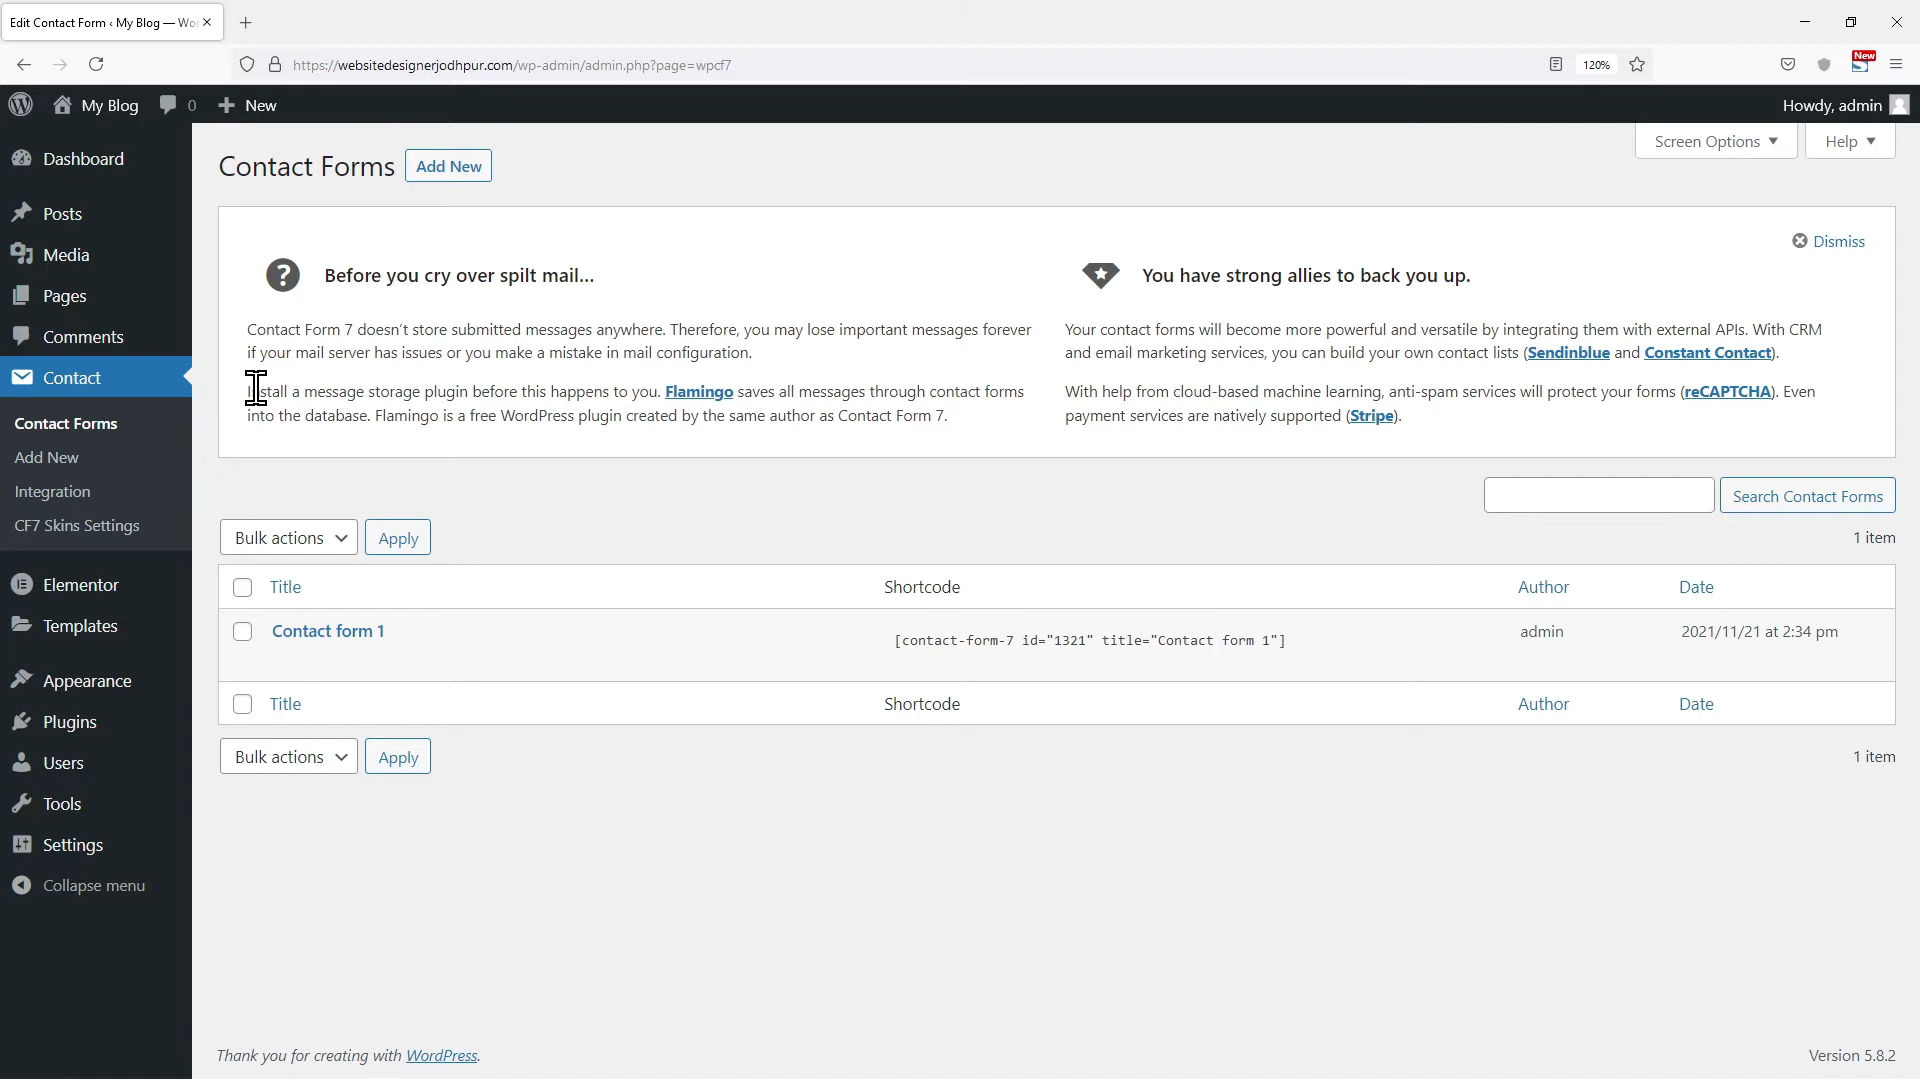 Edit Contact Form ‹ My Blog — Wor
https://websitedesignerjodhpur.com/wp-admin/admin.php?page=wpcf7
120%
New
My Blog
0
New
Howdy, admin
Dashboard
Posts
Media
Pages
Comments
Contact
Contact Forms
Add New
Integration
CF7 Skins Settings
Elementor
Templates
Appearance
Plugins
Users
Tools
Settings
Collapse menu
Screen Options
Help
Contact Forms
Add New
Dismiss
Before you cry over spilt mail...
Contact Form 7 doesn't store submitted messages anywhere. Therefore, you may lose important messages forever
if your mail server has issues or you make a mistake in mail configuration.
Install a message storage plugin before this happens to you. Flamingo saves all messages through contact forms
into the database. Flamingo is a free WordPress plugin created by the same author as Contact Form 7.
You have strong allies to back you up.
Your contact forms will become more powerful and versatile by integrating them with external APIs. With CRM
and email marketing services, you can build your own contact lists (Sendinblue and Constant Contact).
With help from cloud-based machine learning, anti-spam services will protect your forms (reCAPTCHA). Even
payment services are natively supported (Stripe).
Search Contact Forms
Bulk actions
Apply
1 item
Title Shortcode Author Date
Contact form 1 [contact-form-7 id="1321" title="Contact form 1"] admin 2021/11/21 at 2:34 pm
Title Shortcode Author Date
Bulk actions
Apply
1 item
Thank you for creating with WordPress.
Version 5.8.2